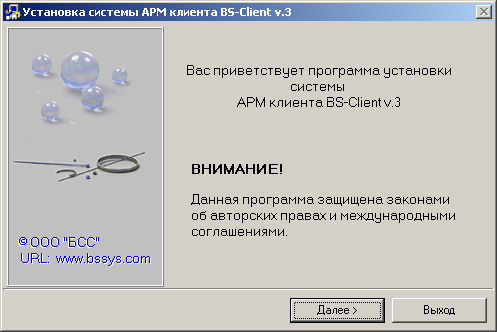 Установка системы АРМ клиента BS-Client v.3
Вас приветствует программа установки
системы
АРМ клиента BS-Client v.3
ВНИМАНИЕ!
Данная программа защищена законами
об авторских правах и международными
соглашениями.
© ООО "БСС"
URL: www.bssys.com
Далее >
Выход